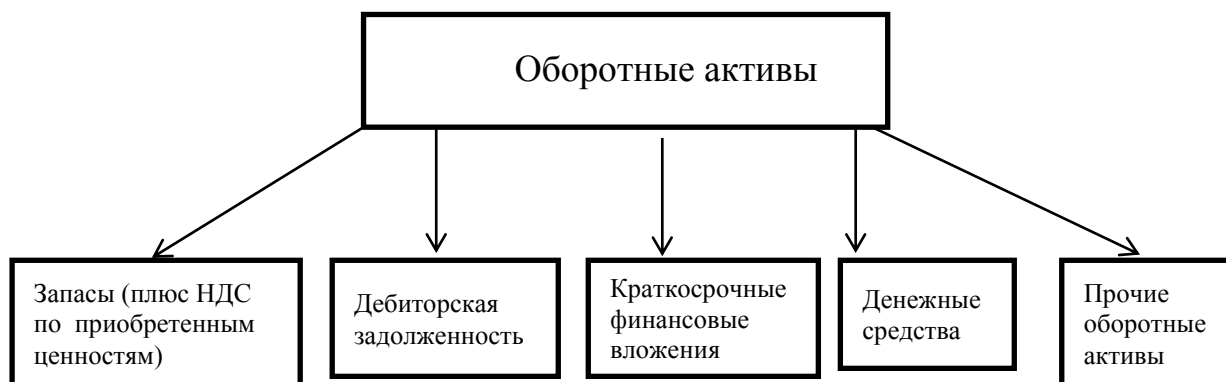 Оборотные активы
Запасы (плюс НДС
по приобретенным
ценностям)
Дебиторская
задолженность
Краткосрочные
финансовые
вложения
Денежные
средства
Прочие
оборотные
активы